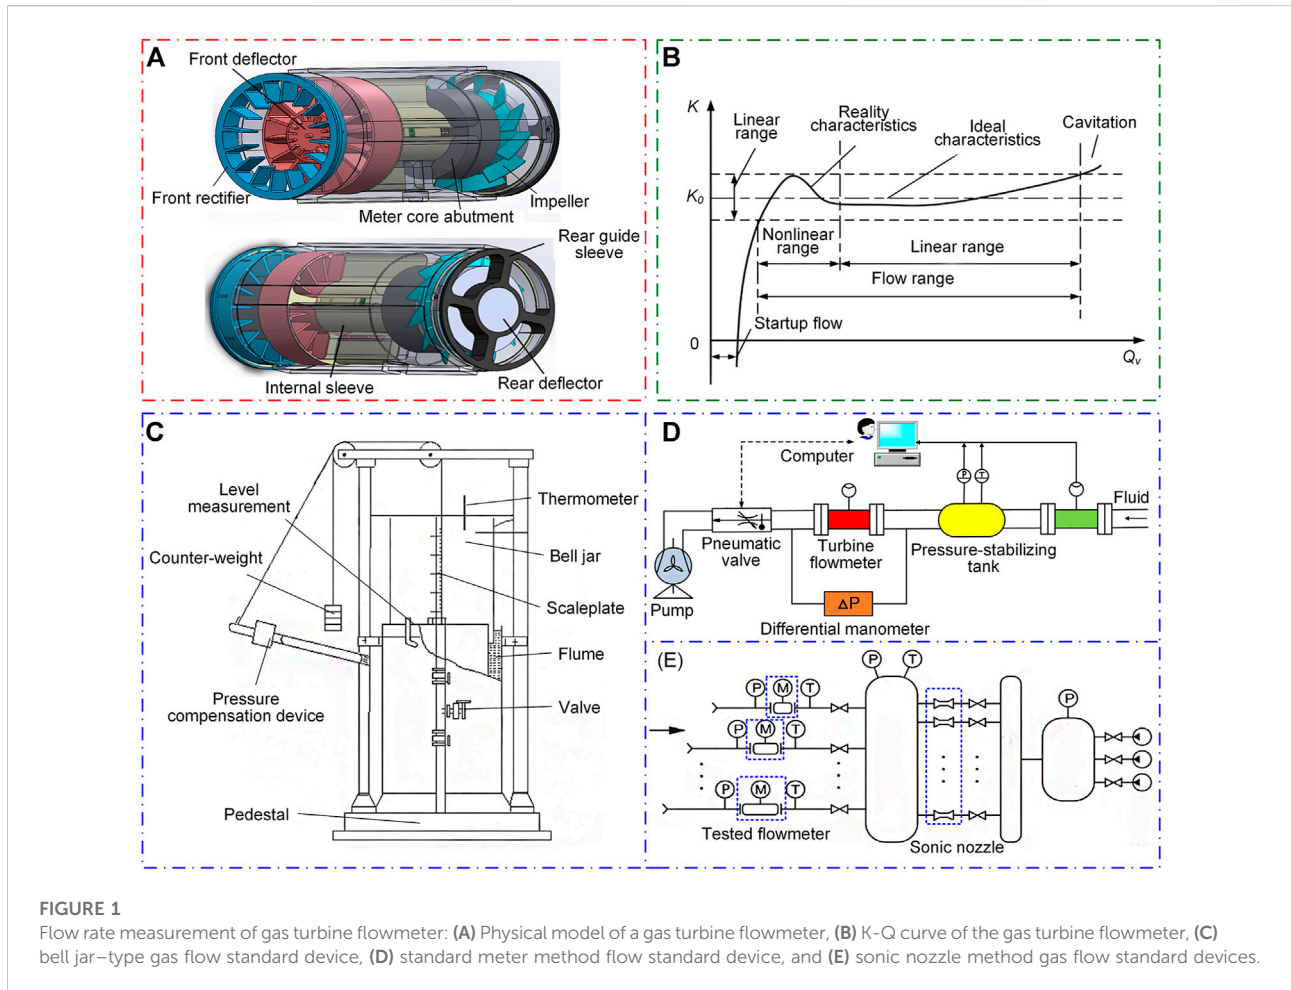 A
Front deflector
Front rectifier
Impeller
Meter core abutment
Rear guide
sleeve
Internal sleeve
Rear deflector
B
K
Linear
range
Reality
characteristics
Ideal
characteristics
Cavitation
K0
Nonlinear
range
Linear range
Flow range
Startup flow
0
Qv
C
Level
measurement
Thermometer
Counter-weight
Bell jar
Scaleplate
Flume
Pressure
compensation device
Valve
Pedestal
D
Computer
P T
Fluid
Pneumatic
valve
Turbine
flowmeter
Pressure-stabilizing
tank
Pump
ΔP
Differential manometer
(E)
P T
P M T
P M T
P
P M T
Tested flowmeter
Sonic nozzle
FIGURE 1
Flow rate measurement of gas turbine flowmeter: (A) Physical model of a gas turbine flowmeter, (B) K-Q curve of the gas turbine flowmeter, (C)
bell jar–type gas flow standard device, (D) standard meter method flow standard device, and (E) sonic nozzle method gas flow standard devices.